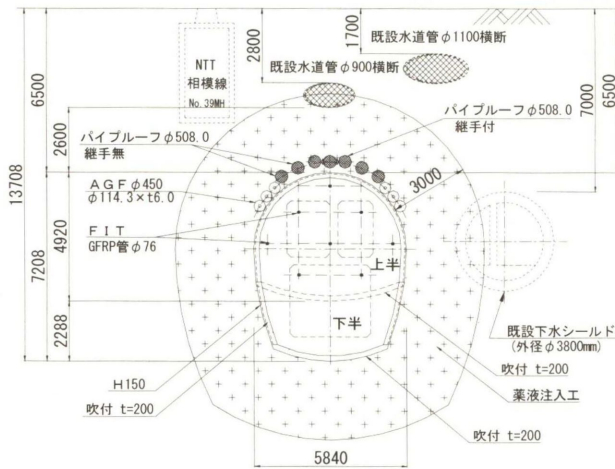 1700
既設水道管φ1100横断
2800
既設水道管φ900横断
NTT
相模線
No.39MH
6500
7000
6500
パイプルーフφ508.0
継手付
パイプルーフφ508.0
継手無
2600
3000
13708
AGFφ450
φ114.3×t6.0
4920
FIT
GFRP管φ76
上半
7208
下半
既設下水シールド
(外径φ3800mm)
2288
吹付 t=200
H150
薬液注入工
吹付 t=200
吹付 t=200
5840